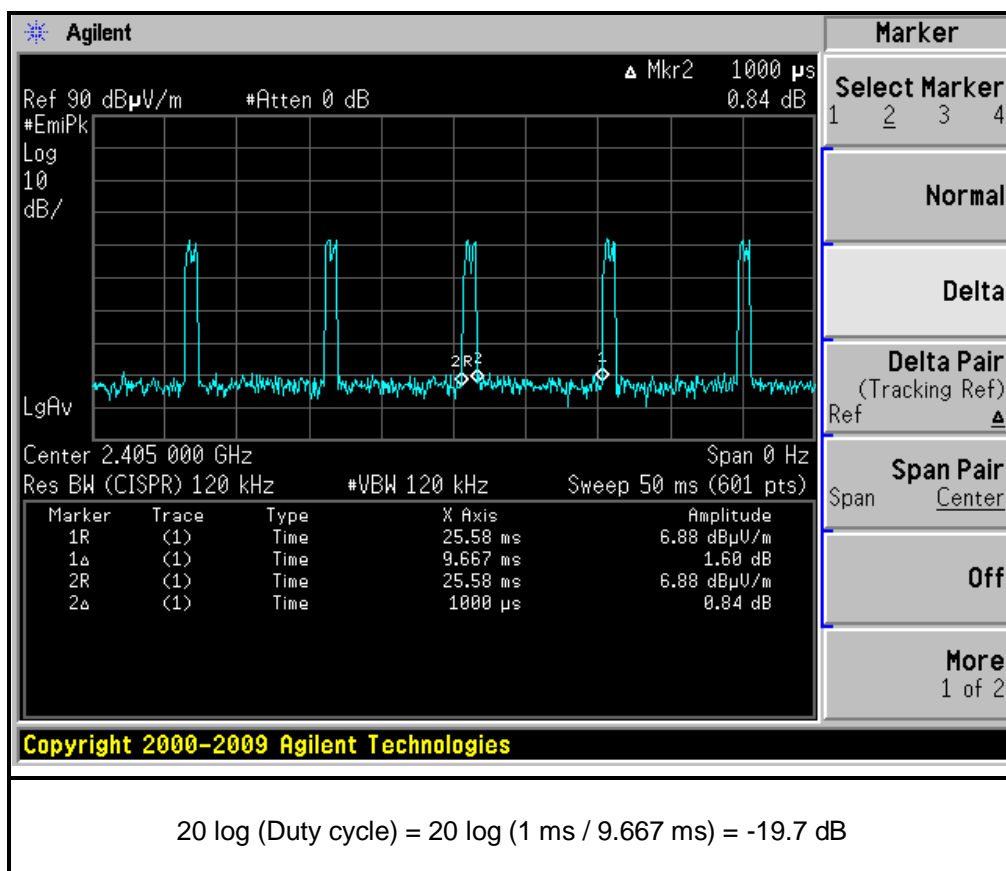 Agilent
Marker
Δ Mkr2 1000 µs
Ref 90 dBµV/m #Atten 0 dB 0.84 dB
#EmiPk
Log
10
dB/
2R 2 1
LgAv
Center 2.405 000 GHz Span 0 Hz
Res BW (CISPR) 120 kHz #VBW 120 kHz Sweep 50 ms (601 pts)
Marker Trace Type X Axis Amplitude
1R (1) Time 25.58 ms 6.88 dBµV/m
1Δ (1) Time 9.667 ms 1.60 dB
2R (1) Time 25.58 ms 6.88 dBµV/m
2Δ (1) Time 1000 µs 0.84 dB
Select Marker
1 2 3 4
Normal
Delta
Delta Pair
(Tracking Ref)
Ref Δ
Span Pair
Span Center
Off
More
1 of 2
Copyright 2000-2009 Agilent Technologies
20 log (Duty cycle) = 20 log (1 ms / 9.667 ms) = -19.7 dB